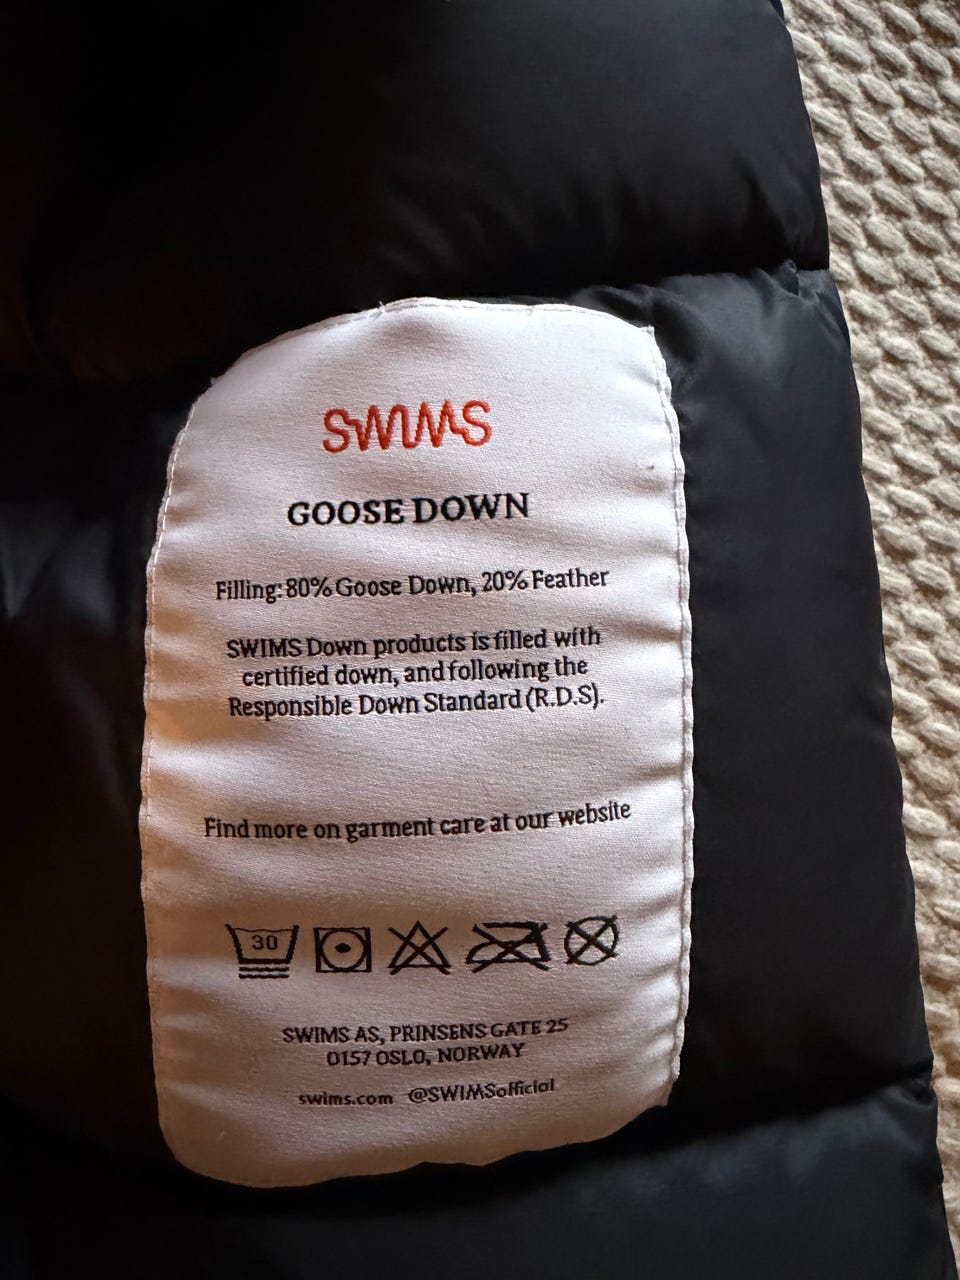 SWIMS
GOOSE DOWN
Filling: 80% Goose Down, 20% Feather
SWIMS Down products is filled with
certified down, and following the
Responsible Down Standard (R.D.S).
Find more on garment care at our website
30
SWIMS AS, PRINSENS GATE 25
0157 OSLO, NORWAY
swims.com @SWIMSofficial